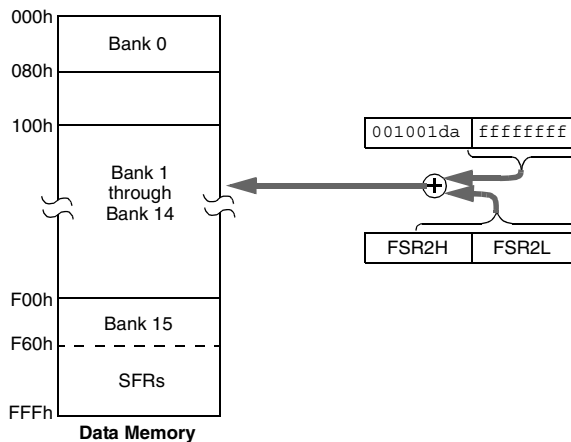 000h
Bank 0
080h
100h
001001da ffffffff
Bank 1
through
Bank 14
FSR2H FSR2L
F00h
Bank 15
F60h
SFRs
FFFh
Data Memory